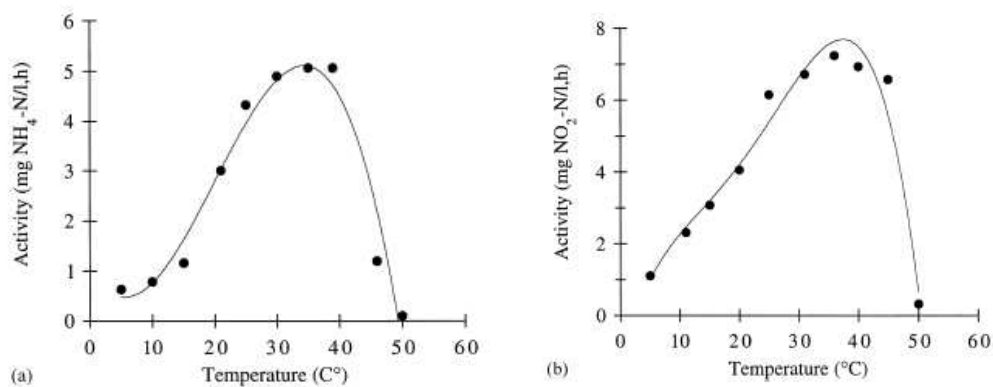 6
5
4
3
2
1
0
Activity (mg NH4-N/l,h)
0 10 20 30 40 50 60
Temperature (C°)
(a)
8
6
4
2
0
Activity (mg NO2-N/l,h)
0 10 20 30 40 50 60
Temperature (°C)
(b)